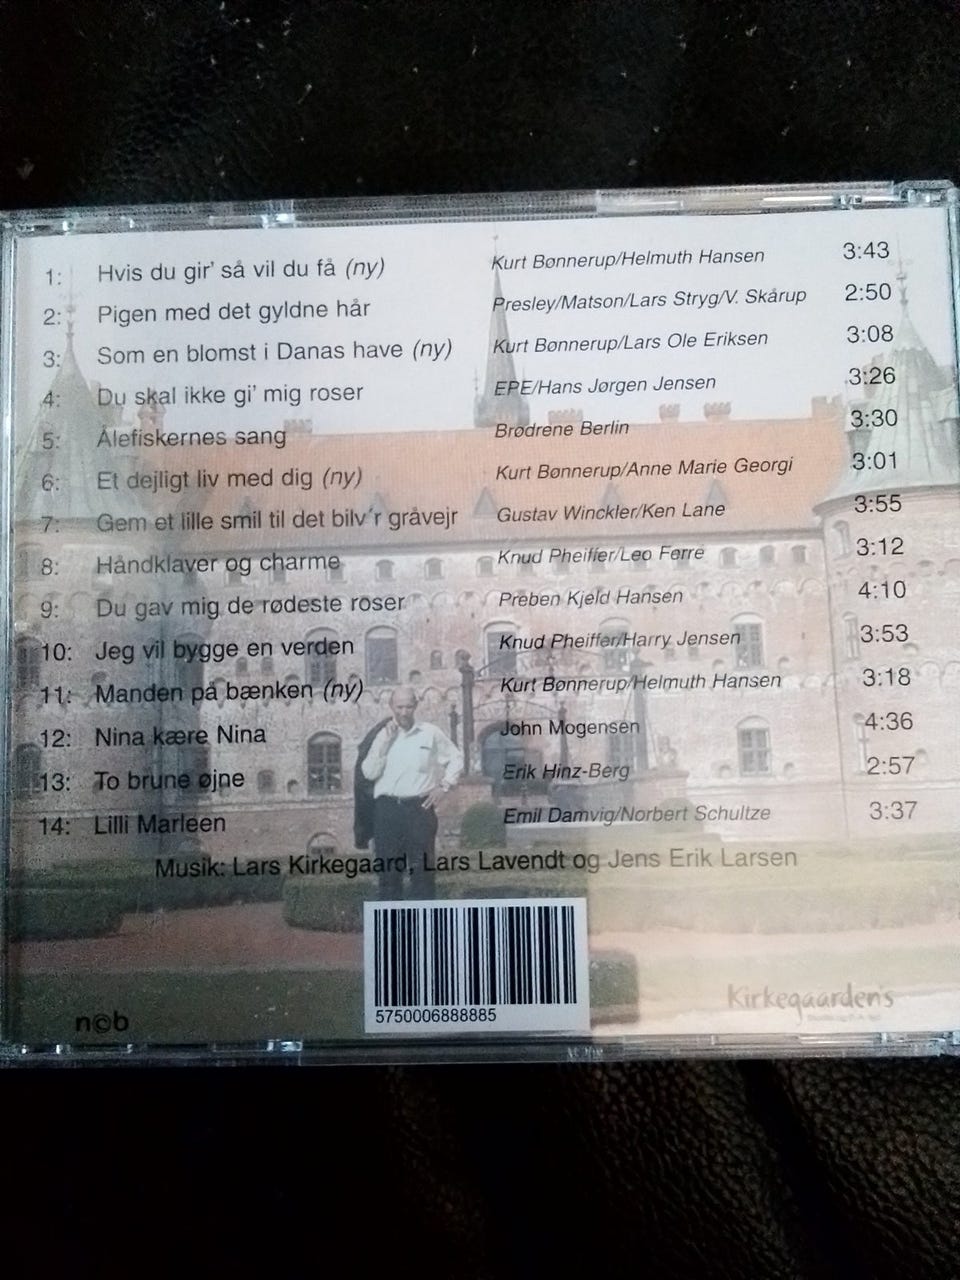 1: Hvis du gir' så vil du få (ny) Kurt Bønnerup/Helmuth Hansen 3:43
2: Pigen med det gyldne hår Presley/Matson/Lars Stryg/V. Skårup 2:50
3: Som en blomst i Danas have (ny) Kurt Bønnerup/Lars Ole Eriksen 3:08
4: Du skal ikke gi' mig roser EPE/Hans Jørgen Jensen 3:26
5: Ålefiskernes sang Brødrene Berlin 3:30
6: Et dejligt liv med dig (ny) Kurt Bønnerup/Anne Marie Georgi 3:01
7: Gem et lille smil til det bilv´r gråvejr Gustav Winckler/Ken Lane 3:55
8: Håndklaver og charme Knud Pheiffer/Leo Ferre 3:12
9: Du gav mig de rødeste roser Preben Kjeld Hansen 4:10
10: Jeg vil bygge en verden Knud Pheiffer/Harry Jensen 3:53
11: Manden på bænken (ny) Kurt Bønnerup/Helmuth Hansen 3:18
12: Nina kære Nina John Mogensen 4:36
13: To brune øjne Erik Hinz-Berg 2:57
14: Lilli Marleen Emil Damvig/Norbert Schultze 3:37
Musik: Lars Kirkegaard, Lars Lavendt og Jens Erik Larsen
5750006888885
n©b
Kirkegaarden's